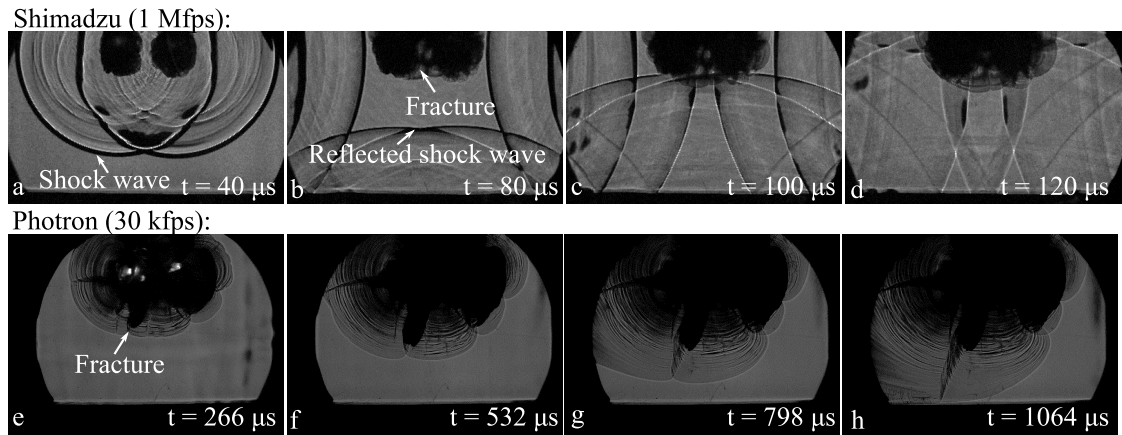 Shimadzu (1 Mfps):
Fracture
Shock wave
Reflected shock wave
a
t = 40 μs
b
t = 80 μs
c
t = 100 μs
d
t = 120 μs
Photron (30 kfps):
Fracture
e
t = 266 μs
f
t = 532 μs
g
t = 798 μs
h
t = 1064 μs